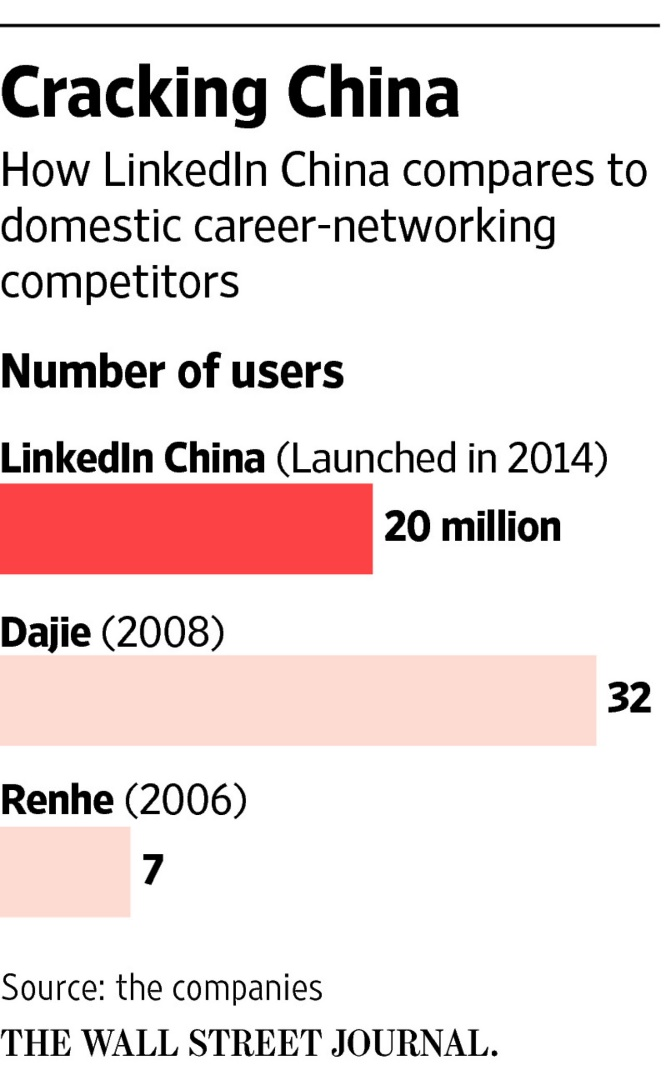 Cracking China
How LinkedIn China compares to
domestic career-networking
competitors
Number of users
LinkedIn China (Launched in 2014)
20 million
Dajie (2008)
32
Renhe (2006)
7
Source: the companies
THE WALL STREET JOURNAL.